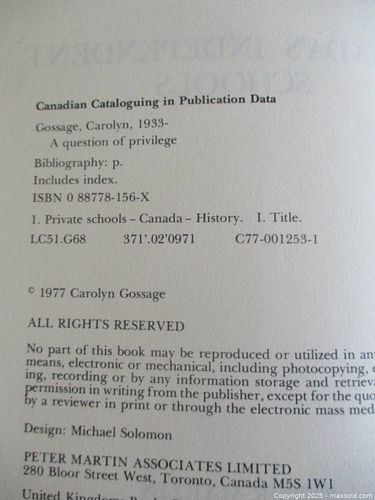 Canadian Cataloguing in Publication Data
Gossage, Carolyn, 1933-
A question of privilege
Bibliography: p.
Includes index.
ISBN 0 88778-156-X
1. Private schools – Canada – History. I. Title.
LC51.G68 371'.02'0971 C77-001253-1
© 1977 Carolyn Gossage
ALL RIGHTS RESERVED
No part of this book may be reproduced or utilized in
means, electronic or mechanical, including photocopying,
ing, recording or by any information storage and
permission in writing from the publisher, except for the
by a reviewer in print or through the electronic mass
Design: Michael Solomon
PETER MARTIN ASSOCIATES LIMITED
280 Bloor Street West, Toronto, Canada M5S 1W1
United Kingdom
Copyright 2025 - maxsold.com